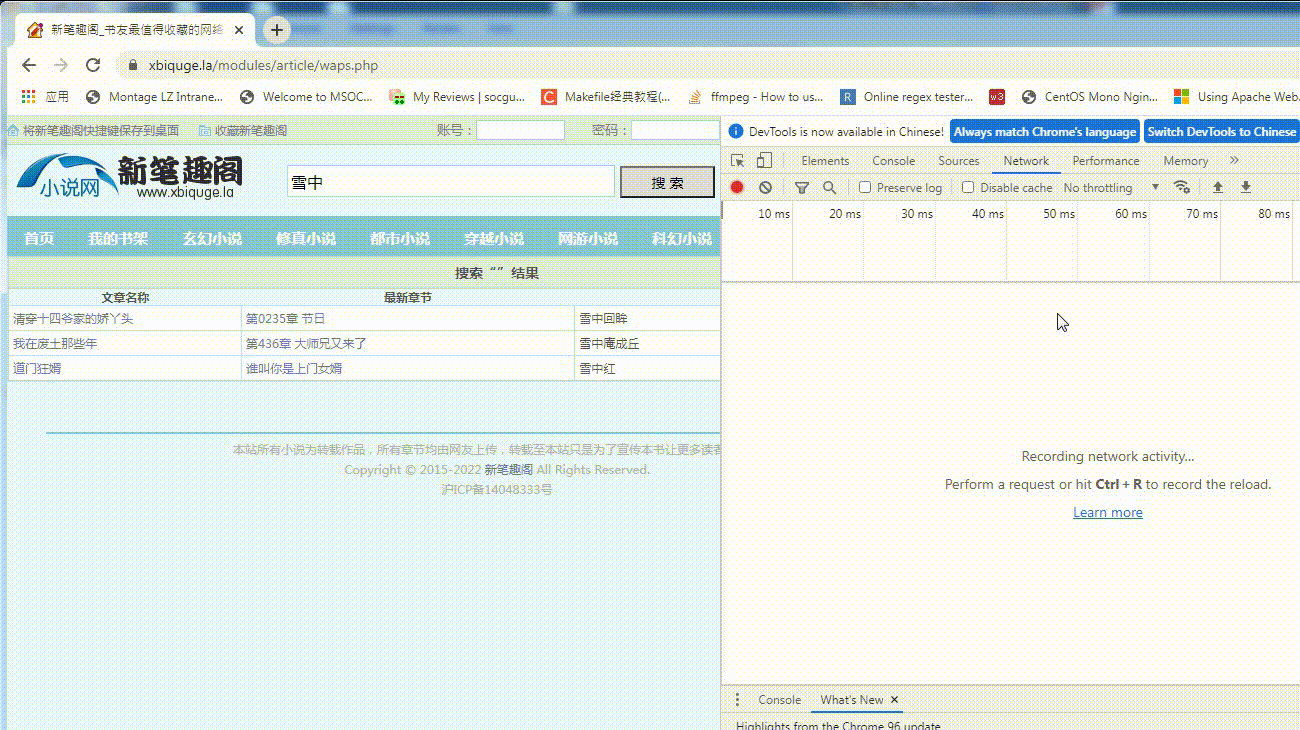 新笔趣阁_书友最值得收藏的网络
xbiquge.la/modules/article/waps.php
应用 Montage LZ Intrane... Welcome to MSOC... My Reviews | socgu... Makefile经典教程(... ffmpeg - How to us... R Online regex tester... w3 CentOS Mono Ngin... Using Apache Web.
将新笔趣阁快捷键保存到桌面 收藏新笔趣阁 账号： 密码：
DevTools is now available in Chinese! Always match Chrome's language Switch DevTools to Chinese
Elements Console Sources Network Performance Memory »
Preserve log Disable cache No throttling
小说网 新笔趣阁
www.xbiquge.la
雪中 搜 索
10 ms 20 ms 30 ms 40 ms 50 ms 60 ms 70 ms 80 ms
首页 我的书架 玄幻小说 修真小说 都市小说 穿越小说 网游小说 科幻小说
搜索“”结果
文章名称 最新章节
清穿十四爷家的娇丫头 第0235章 节日 雪中回眸
我在废土那些年 第436章 大师兄又来了 雪中庵成丘
道门狂婿 谁叫你是上门女婿 雪中红
Recording network activity...
Perform a request or hit Ctrl + R to record the reload.
Learn more
本站所有小说为转载作品，所有章节均由网友上传，转载至本站只是为了宣传本书让更多读者
Copyright © 2015-2022 新笔趣阁 All Rights Reserved.
沪ICP备14048333号
Console What's New
Highlights from the Chrome 96 update